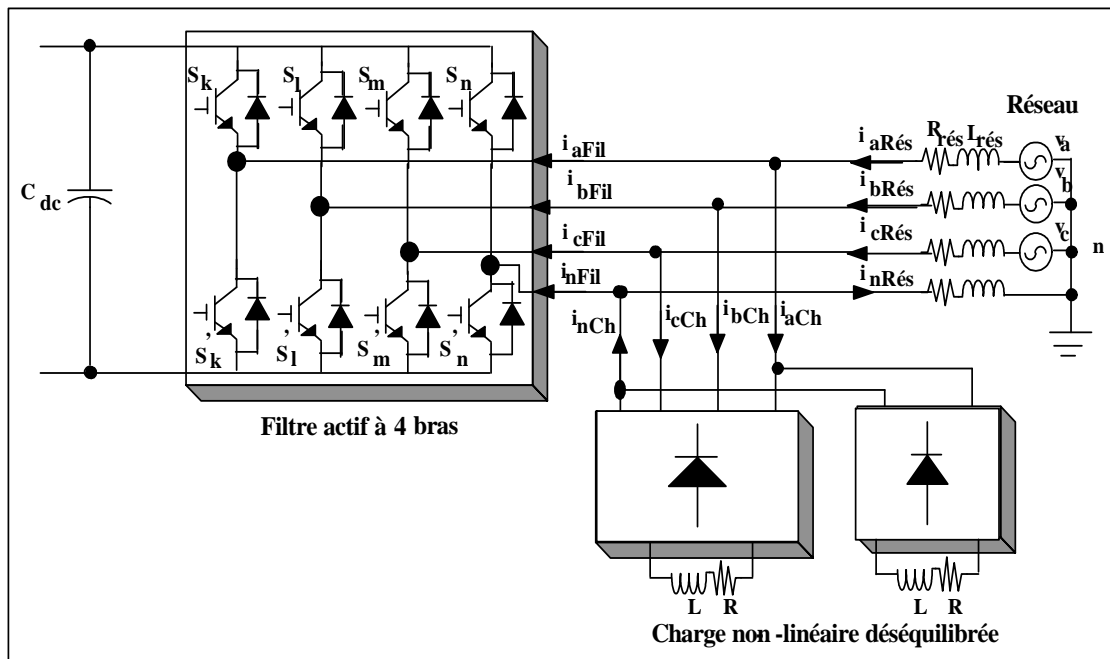 S k S l S m S n
Réseau
i aFil
i aRés
R rés L rés
v a
C dc
i bFil
i bRés
v b
i cFil
i cRés
v c
n
i nFil
i nRés
i nCh
i cCh
i bCh
i aCh
S' k S' l S' m S' n
Filtre actif à 4 bras
L R
L R
Charge non -linéaire déséquilibrée